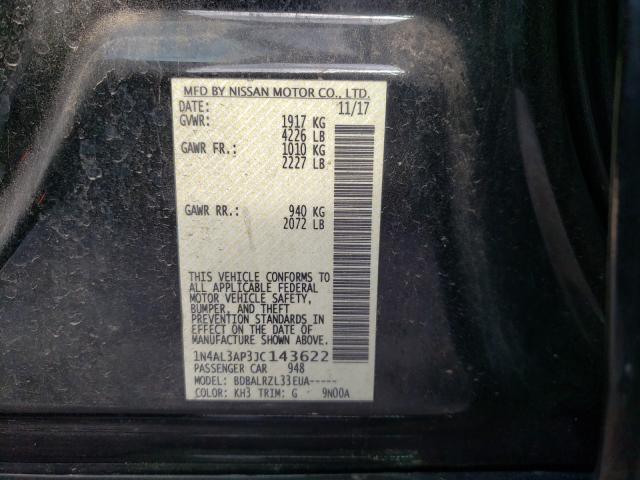 MFD BY NISSAN MOTOR CO., LTD.
DATE: 11/17
GVWR: 1917 KG
4226 LB
GAWR FR.: 1010 KG
2227 LB
GAWR RR.: 940 KG
2072 LB
THIS VEHICLE CONFORMS TO
ALL APPLICABLE FEDERAL
MOTOR VEHICLE SAFETY,
BUMPER, AND THEFT
PREVENTION STANDARDS IN
EFFECT ON THE DATE OF
MANUFACTURE SHOWN ABOVE.
1N4AL3AP3JC143622
PASSENGER CAR 948
MODEL: BDBALRZL33EUA-----
COLOR: KH3 TRIM: G 9N00A